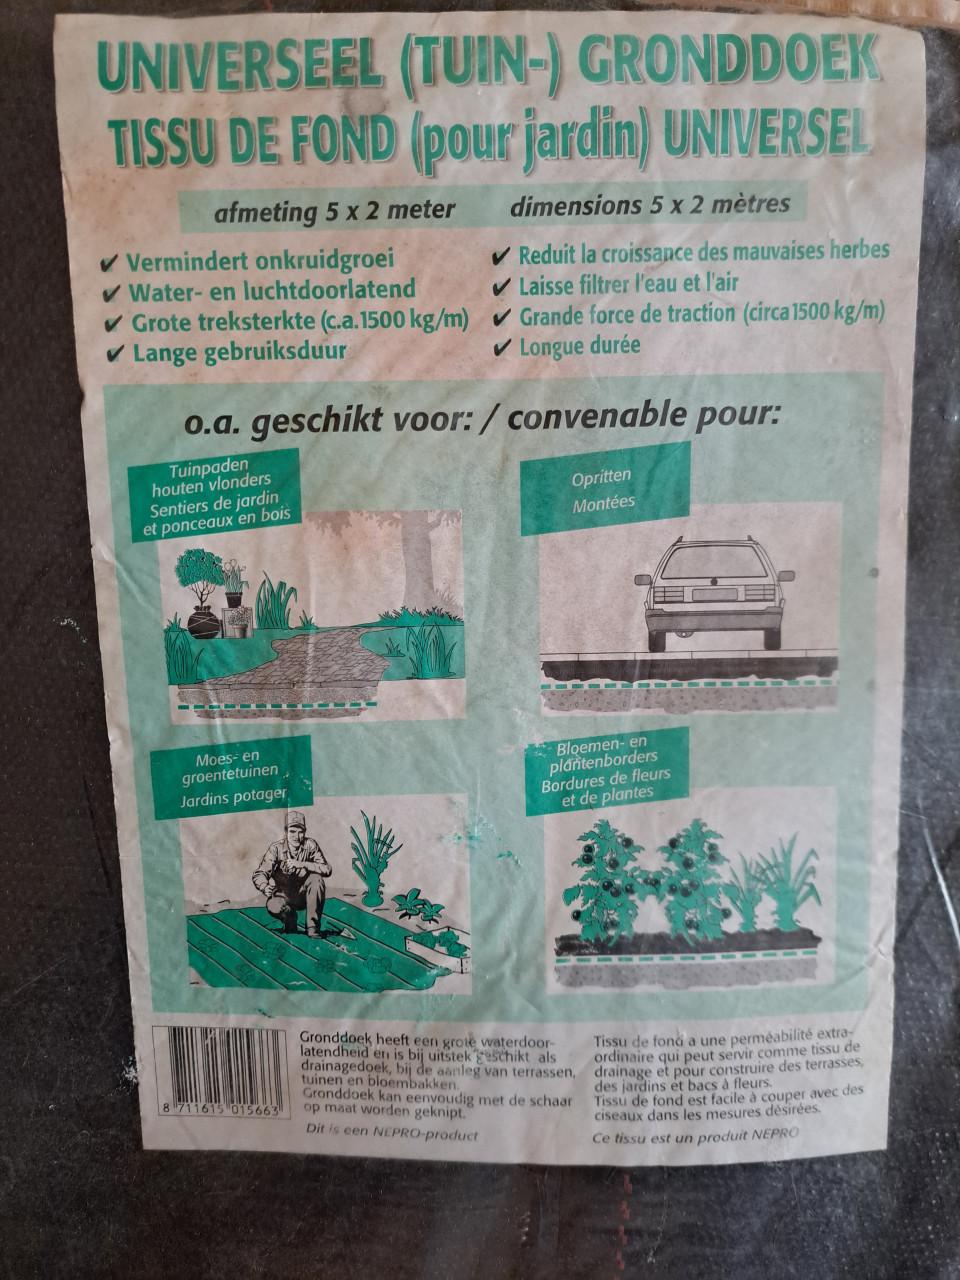 UNIVERSEEL (TUIN-) GRONDDOEK
TISSU DE FOND (pour jardin) UNIVERSEL
afmeting 5 x 2 meter
dimensions 5 x 2 mètres
✔ Vermindert onkruidgroei
✔ Water- en luchtdoorlatend
✔ Grote treksterkte (c.a.1500 kg/m)
✔ Lange gebruiksduur
✔ Reduit la croissance des mauvaises herbes
✔ Laisse filtrer l'eau et l'air
✔ Grande force de traction (circa1500 kg/m)
✔ Longue durée
o.a. geschikt voor: / convenable pour:
Tuinpaden
houten vlonders
Sentiers de jardin
et ponceaux en bois
Opritten
Montées
Moes- en
groentetuinen
Jardins potager
Bloemen- en
plantenborders
Bordures de fleurs
et de plantes
8 711615 015663
Gronddoek heeft een grote waterdoor-
latendheid en is bij uitstek geschikt als
drainagedoek, bij de aanleg van terrassen,
tuinen en bloembakken.
Gronddoek kan eenvoudig met de schaar
op maat worden geknipt.
Dit is een NEPRO-product
Tissu de fond a une perméabilité extra-
ordinaire qui peut servir comme tissu de
drainage et pour construire des terrasses,
des jardins et bacs à fleurs.
Tissu de fond est facile à couper avec des
ciseaux dans les mesures désirées.
Ce tissu est un produit NEPRO